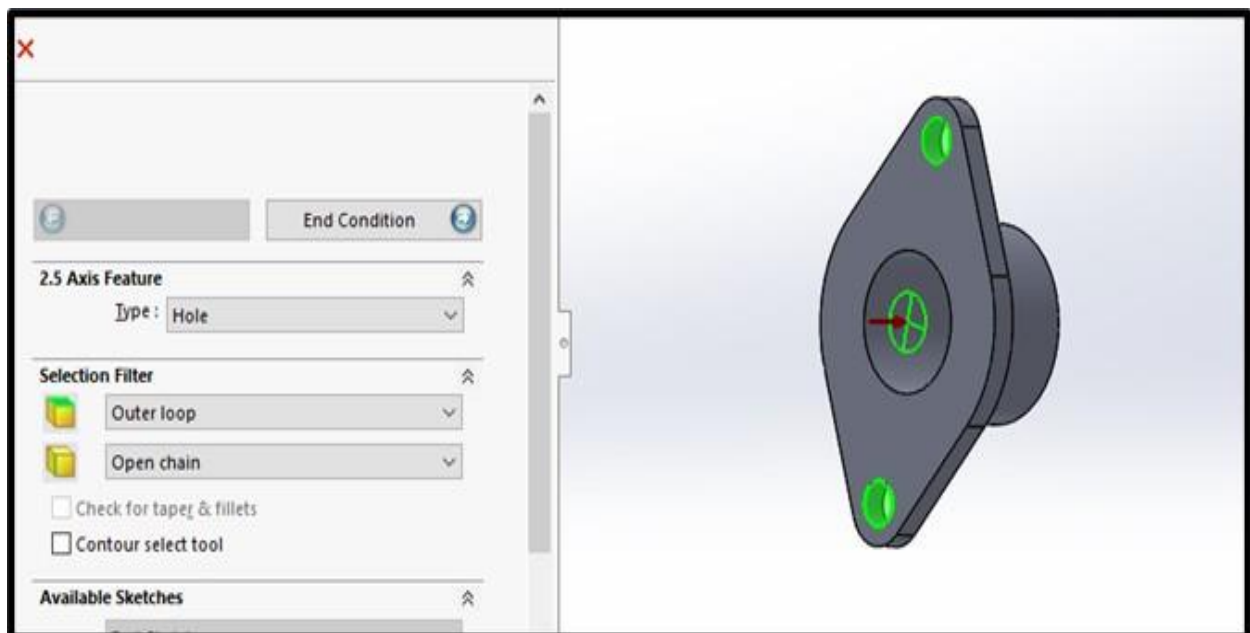 End Condition
2.5 Axis Feature
Type :
Hole
Selection Filter
Outer loop
Open chain
Check for taper & fillets
Contour select tool
Available Sketches